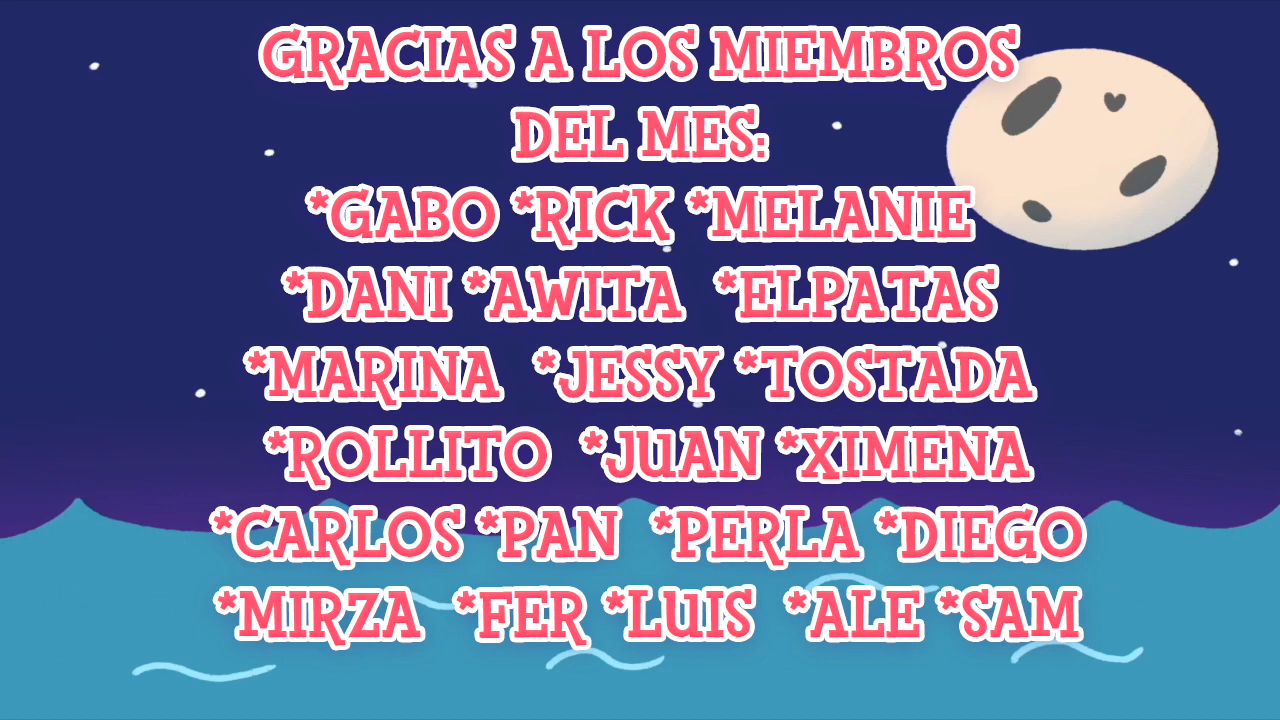 GRACIAS A LOS MIEMBROS
DEL MES:
*GABO *RICK *MELANIE
*DANI *AWITA *ELPATAS
*MARINA *JESSY *TOSTADA
*ROLLITO *JUAN *XIMENA
*CARLOS *PAN *PERLA *DIEGO
*MIRZA *FER *LUIS *ALE *SAM